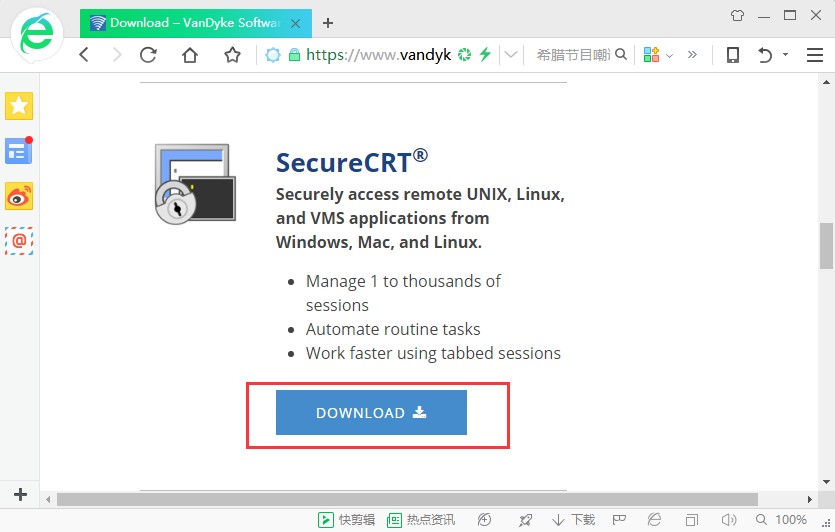 Download – VanDyke Softwar
https://www.vandyk
希腊节目嘲
SecureCRT®
Securely access remote UNIX, Linux,
and VMS applications from
Windows, Mac, and Linux.
Manage 1 to thousands of
sessions
Automate routine tasks
Work faster using tabbed sessions
DOWNLOAD
快剪辑 热点资讯 下载 100%